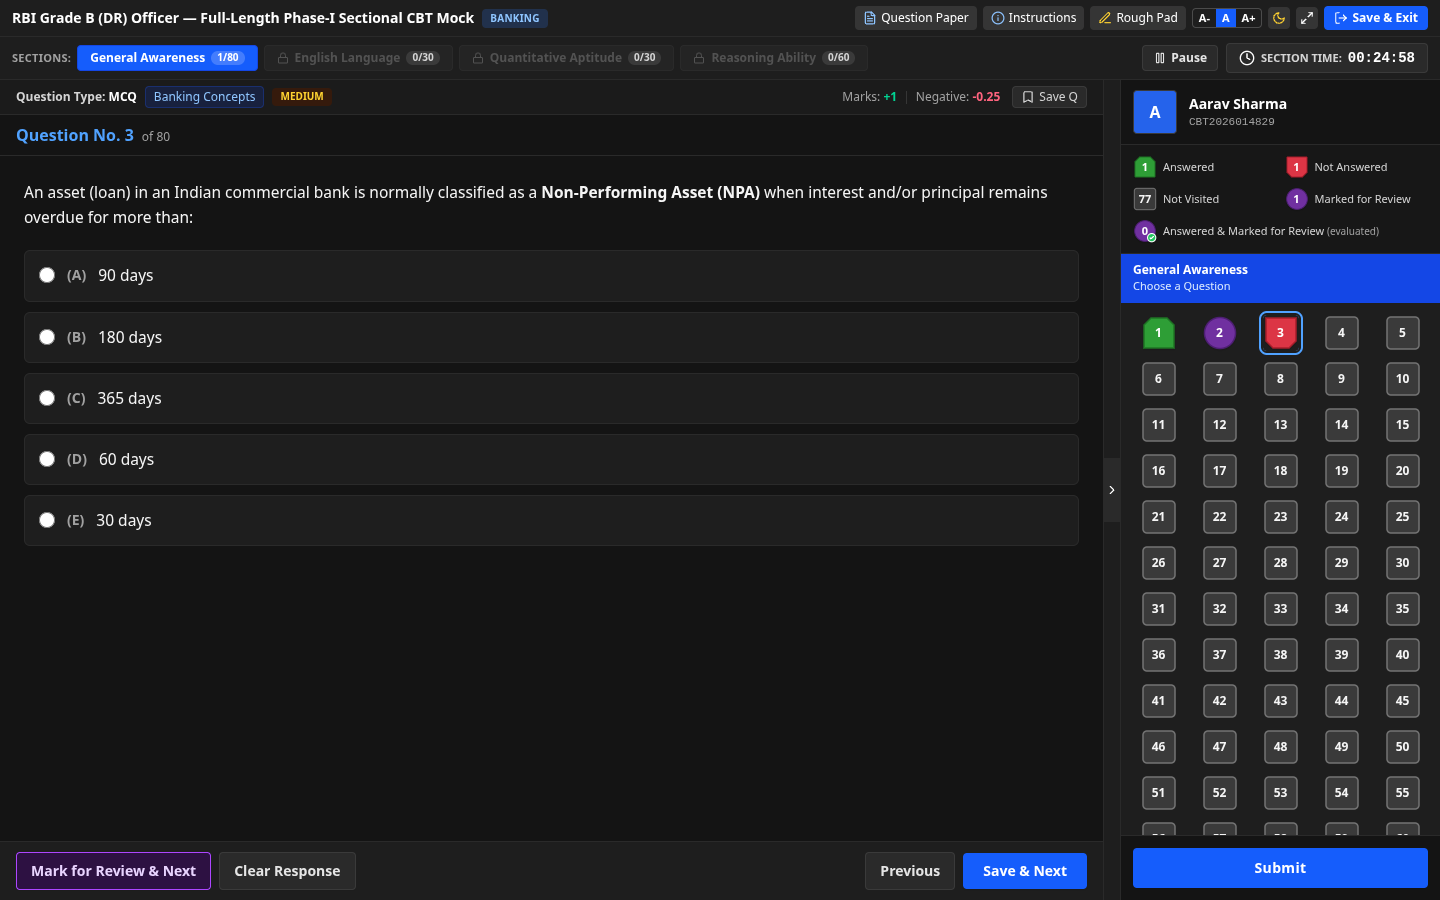 RBI Grade B (DR) Officer — Full-Length Phase-I Sectional CBT Mock BANKING Question Paper Instructions Rough Pad A- A A+ Save & Exit
SECTIONS: General Awareness 1/80 English Language 0/30 Quantitative Aptitude 0/30 Reasoning Ability 0/60 Pause SECTION TIME: 00:24:58
Question Type: MCQ Banking Concepts MEDIUM Marks: +1 Negative: -0.25 Save Q
Question No. 3 of 80
An asset (loan) in an Indian commercial bank is normally classified as a Non-Performing Asset (NPA) when interest and/or principal remains
overdue for more than:
(A) 90 days
(B) 180 days
(C) 365 days
(D) 60 days
(E) 30 days
Mark for Review & Next Clear Response Previous Save & Next
A Aarav Sharma
CBT2026014829
1 Answered 1 Not Answered
77 Not Visited 1 Marked for Review
0 Answered & Marked for Review (evaluated)
General Awareness
Choose a Question
1 2 3 4 5
6 7 8 9 10
11 12 13 14 15
16 17 18 19 20
21 22 23 24 25
26 27 28 29 30
31 32 33 34 35
36 37 38 39 40
41 42 43 44 45
46 47 48 49 50
51 52 53 54 55
Submit